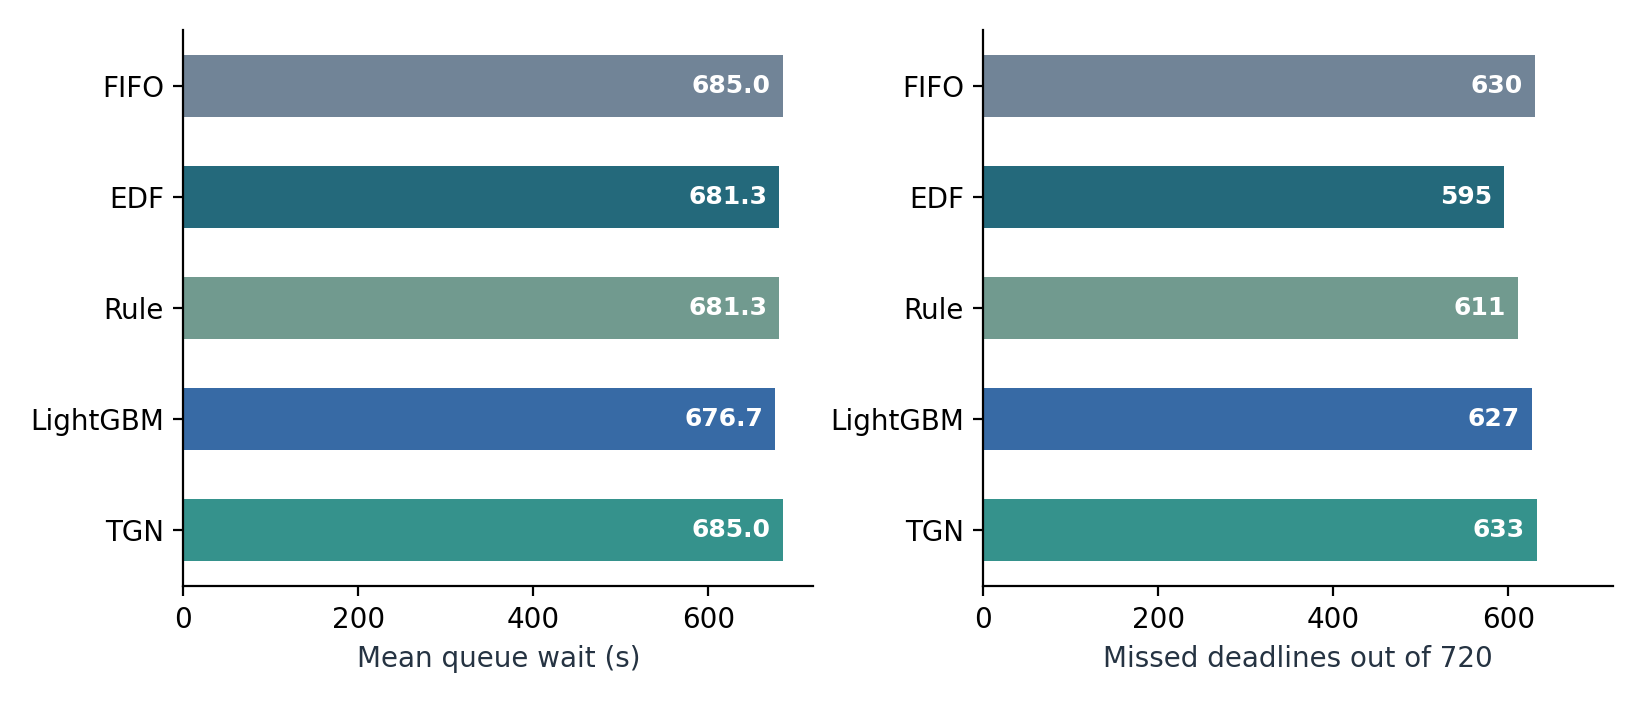 FIFO
685.0
EDF
681.3
Rule
681.3
LightGBM
676.7
TGN
685.0
0 200 400 600
Mean queue wait (s)
FIFO
630
EDF
595
Rule
611
LightGBM
627
TGN
633
0 200 400 600
Missed deadlines out of 720